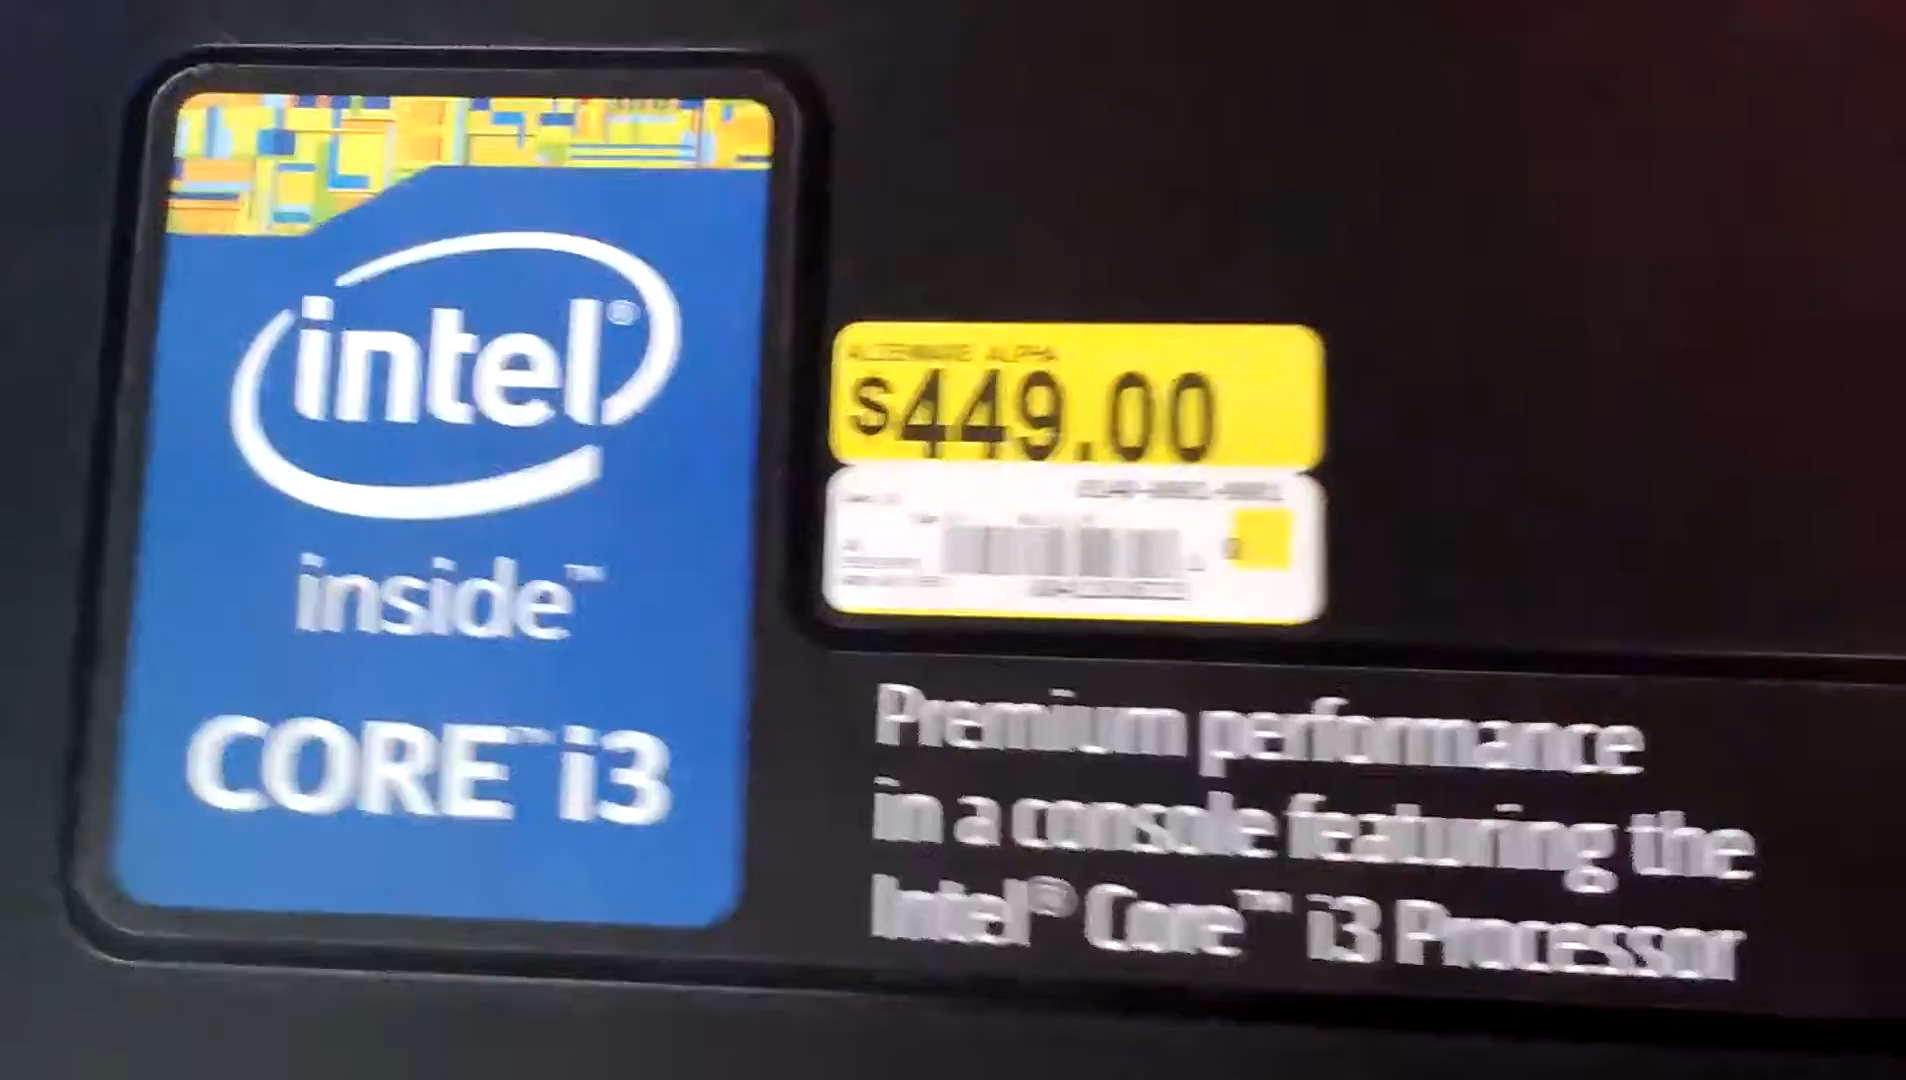 intel®
inside™
CORE™ i3
ALIENWARE ALPHA
$449.00
Premium performance
in a console featuring the
Intel® Core™ i3 Processor